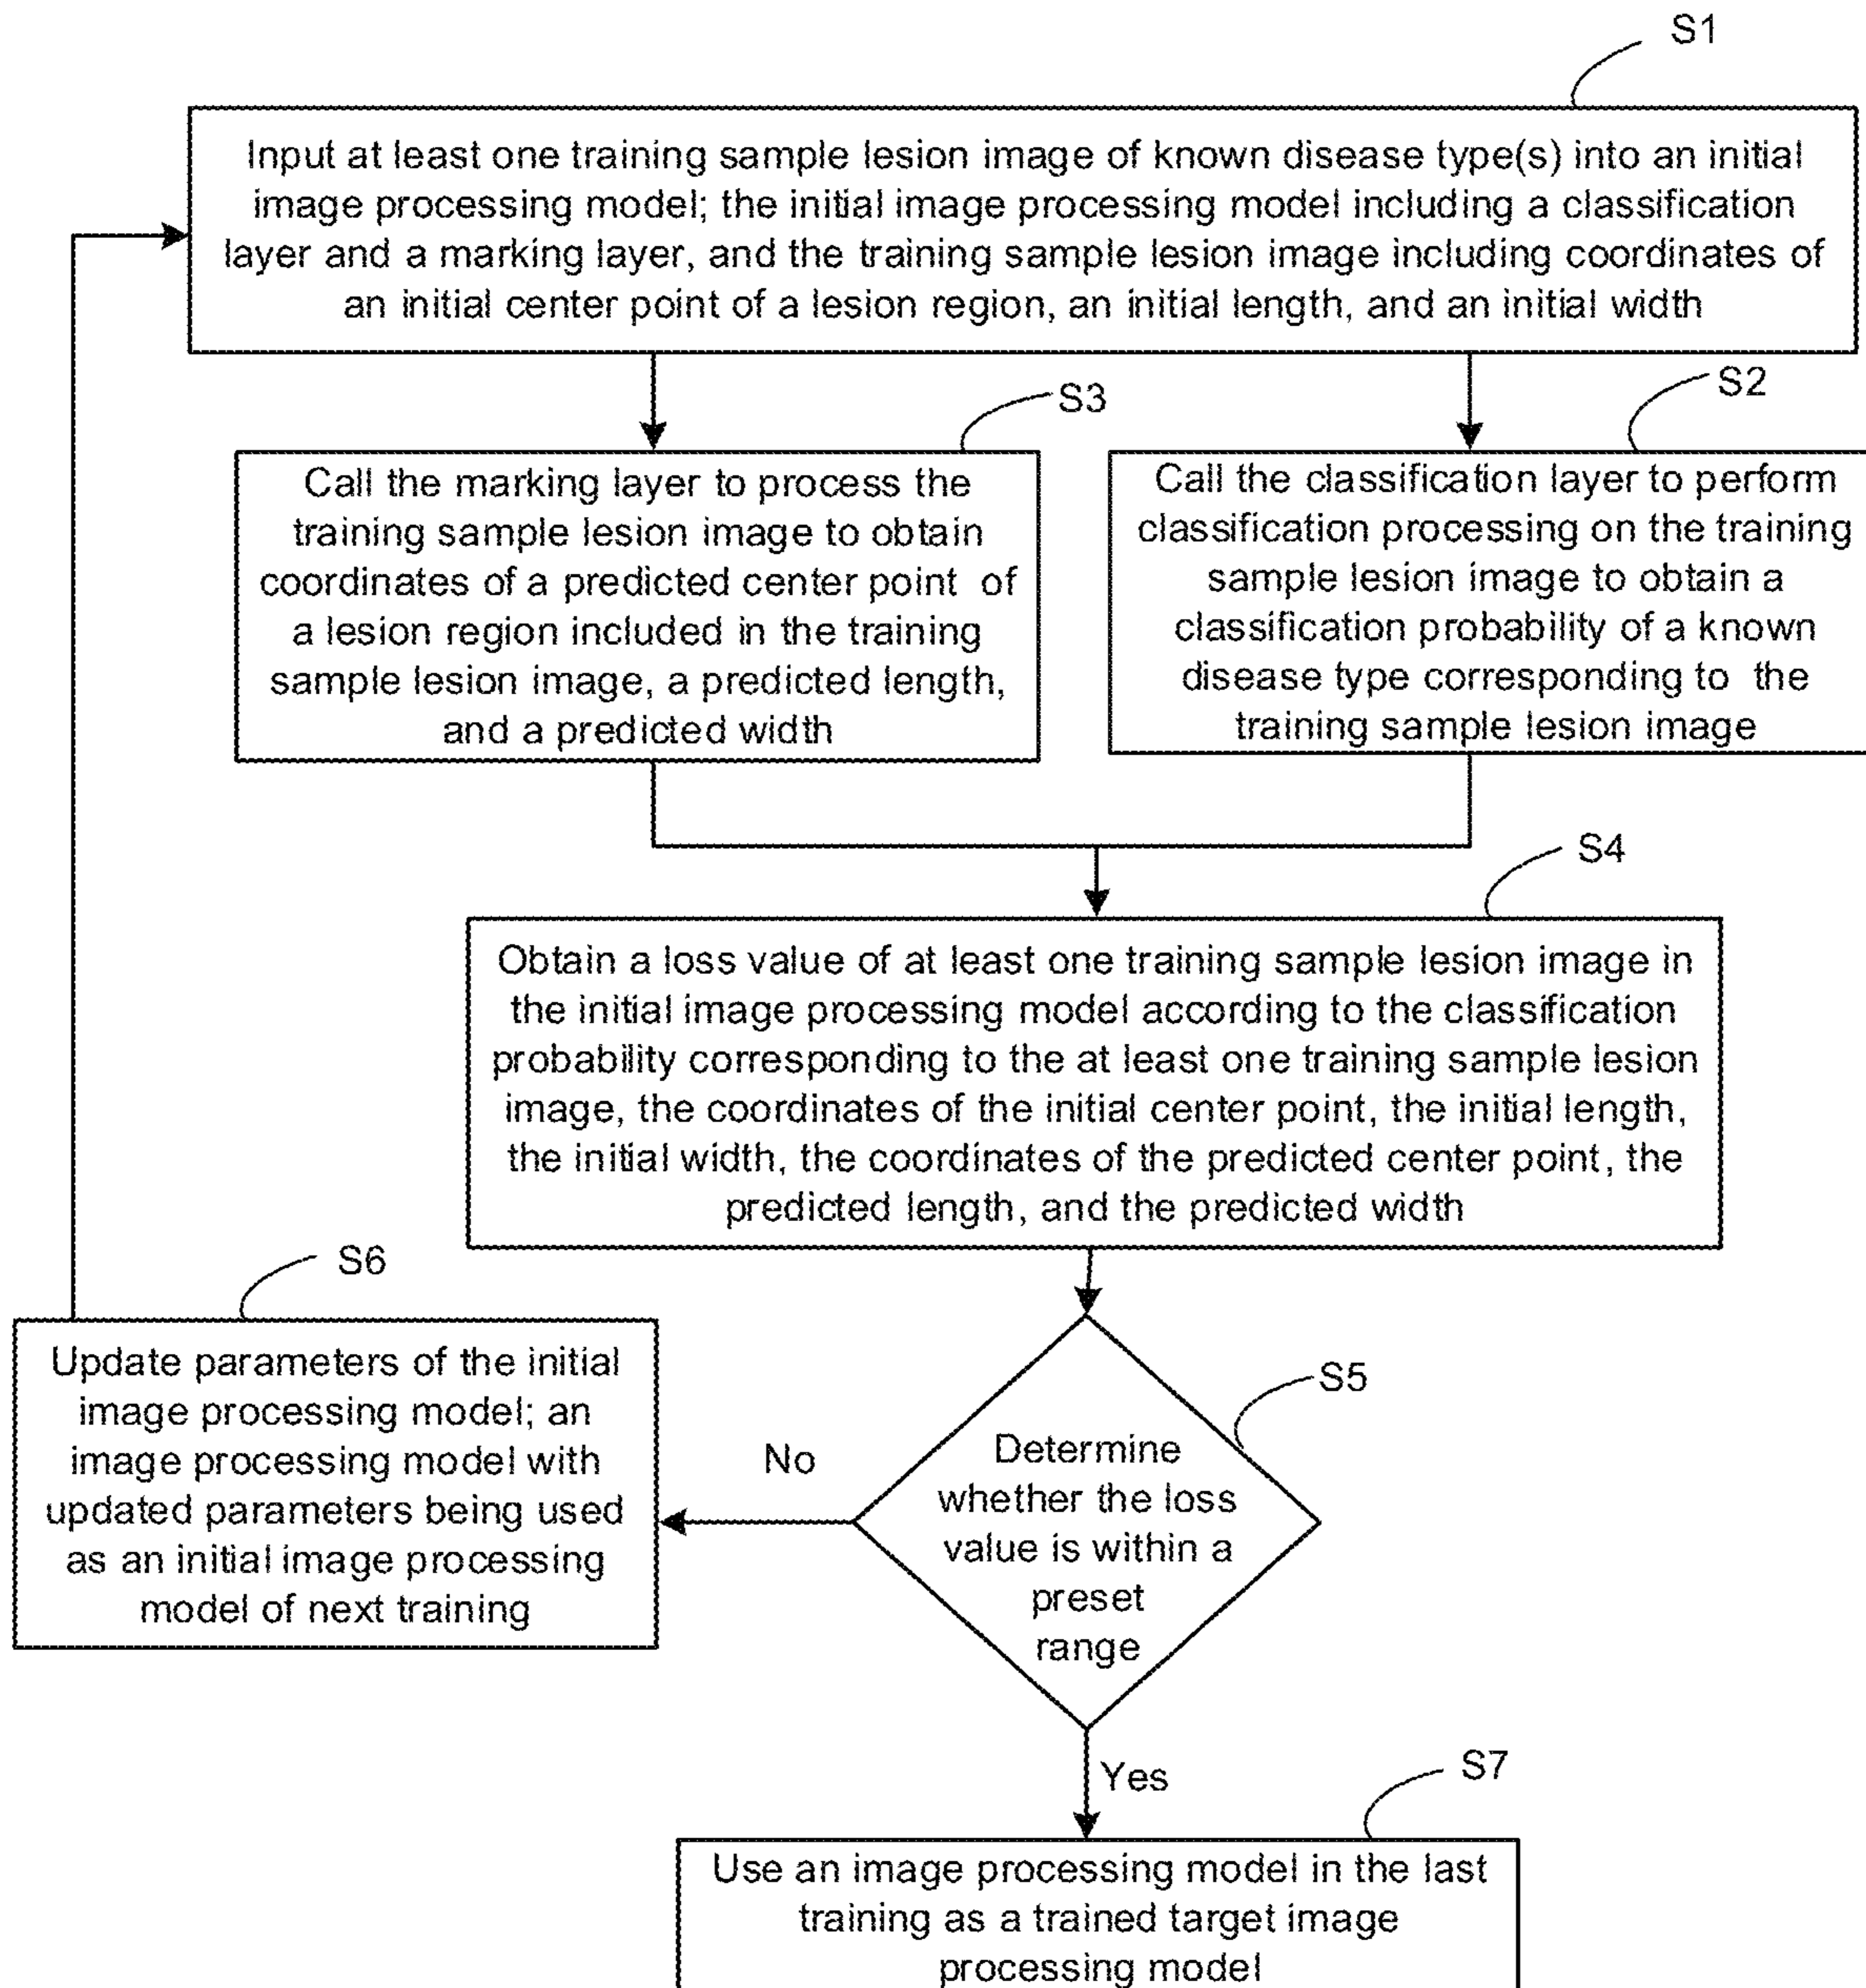 S1
Input at least one training sample lesion image of known disease type(s) into an initial
image processing model; the initial image processing model including a classification
layer and a marking layer, and the training sample lesion image including coordinates of
an initial center point of a lesion region, an initial length, and an initial width
S3
Call the marking layer to process the
training sample lesion image to obtain
coordinates of a predicted center point of
a lesion region included in the training
sample lesion image, a predicted length,
and a predicted width
S2
Call the classification layer to perform
classification processing on the training
sample lesion image to obtain a
classification probability of a known
disease type corresponding to the
training sample lesion image
S4
Obtain a loss value of at least one training sample lesion image in
the initial image processing model according to the classification
probability corresponding to the at least one training sample lesion
image, the coordinates of the initial center point, the initial length,
the initial width, the coordinates of the predicted center point, the
predicted length, and the predicted width
S6
Update parameters of the initial
image processing model; an
image processing model with
updated parameters being used
as an initial image processing
model of next training
No
S5
Determine
whether the loss
value is within a
preset
range
Yes
S7
Use an image processing model in the last
training as a trained target image
processing model